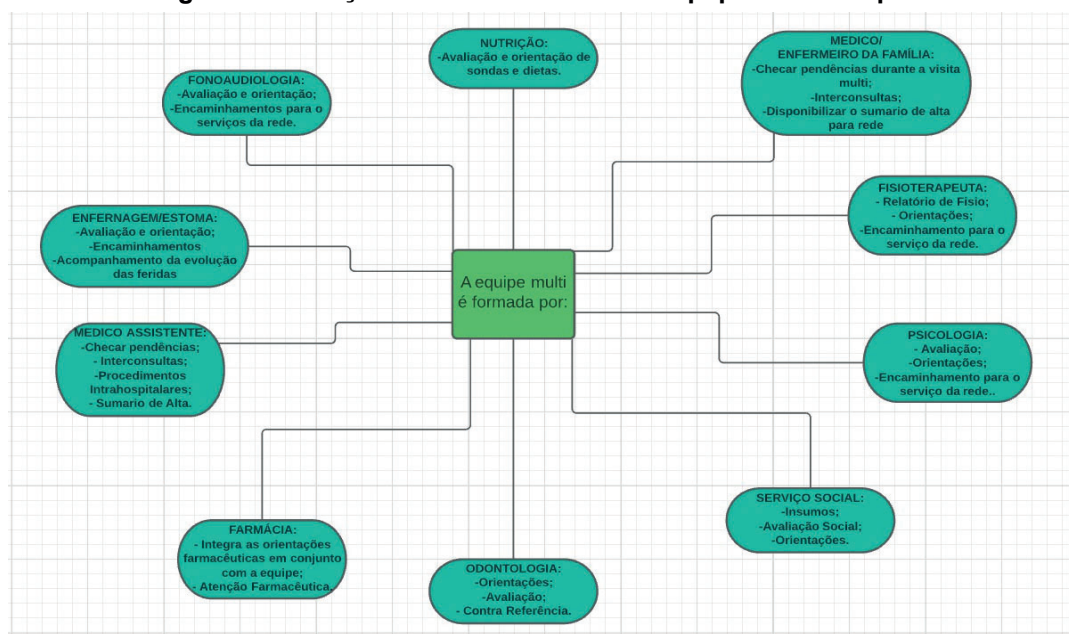 NUTRIÇÃO:
-Avaliação e orientação de
sondas e dietas.
MEDICO/
ENFERMEIRO DA FAMÍLIA:
-Checar pendências durante a visita
multi;
-Interconsultas;
-Disponibilizar o sumario de alta
para rede
FONOAUDIOLOGIA:
-Avaliação e orientação;
-Encaminhamentos para o
serviços da rede.
FISIOTERAPEUTA:
- Relatório de Físio;
- Orientações;
-Encaminhamento para o
serviço da rede.
ENFERNAGEM/ESTOMA:
-Avaliação e orientação;
-Encaminhamentos
-Acompanhamento da evolução
das feridas
A equipe multi
é formada por:
MEDICO ASSISTENTE:
-Checar pendências;
- Interconsultas;
-Procedimentos
Intrahospitalares;
- Sumario de Alta.
PSICOLOGIA:
- Avaliação;
-Orientações;
-Encaminhamento para o
serviço da rede..
SERVIÇO SOCIAL:
-Insumos;
-Avaliação Social;
-Orientações.
FARMÁCIA:
- Integra as orientações
farmacêuticas em conjunto
com a equipe;
- Atenção Farmacêutica.
ODONTOLOGIA:
-Orientações;
-Avaliação;
- Contra Referência.